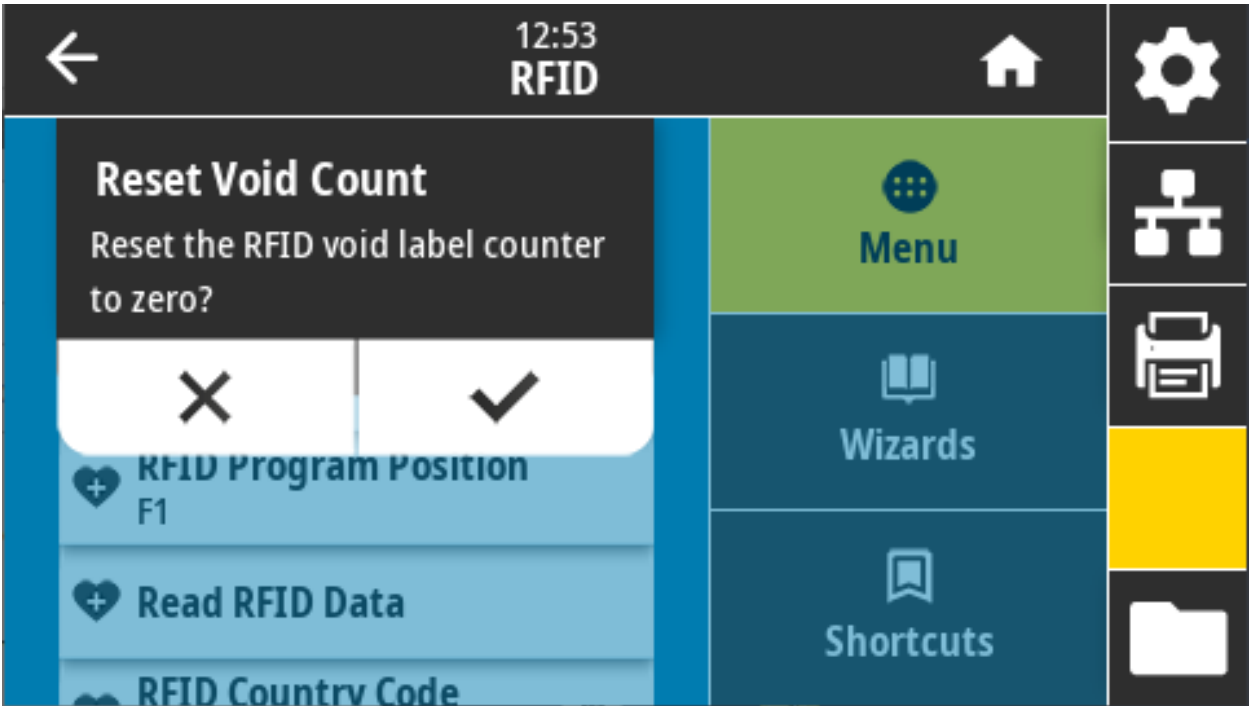 12:53
RFID
Reset Void Count
Reset the RFID void label counter
to zero?
RFID Program Position
F1
Read RFID Data
RFID Country Code
Menu
Wizards
Shortcuts